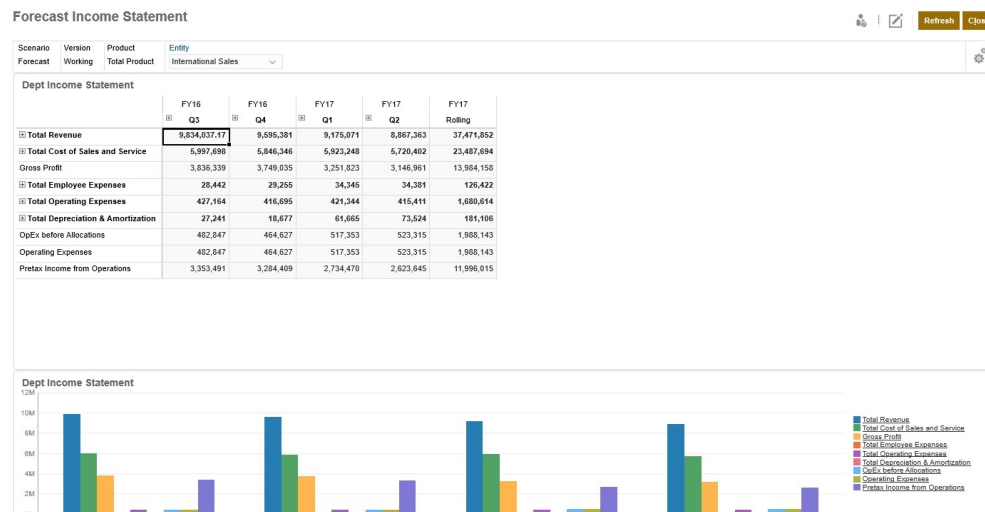 Forecast Income Statement
Refresh Clos
Scenario Version Product Entity
Forecast Working Total Product International Sales
Dept Income Statement
FY16 FY16 FY17 FY17 FY17
Q3 Q4 Q1 Q2 Rolling
Total Revenue 9,834,037.17 9,595,381 9,175,071 8,867,363 37,471,852
Total Cost of Sales and Service 5,997,698 5,846,346 5,923,248 5,720,402 23,487,694
Gross Profit 3,836,339 3,749,035 3,251,823 3,146,961 13,984,158
Total Employee Expenses 28,442 29,255 34,345 34,381 126,422
Total Operating Expenses 427,164 416,695 421,344 415,411 1,680,614
Total Depreciation & Amortization 27,241 18,677 61,665 73,524 181,106
OpEx before Allocations 482,847 464,627 517,353 523,315 1,988,143
Operating Expenses 482,847 464,627 517,353 523,315 1,988,143
Pretax Income from Operations 3,353,491 3,284,409 2,734,470 2,623,645 11,996,015
Dept Income Statement
12M
10M
8M
6M
4M
2M
Total Revenue
Total Cost of Sales and Service
Gross Profit
Total Employee Expenses
Total Operating Expenses
Total Depreciation & Amortization
OpEx before Allocations
Operating Expenses
Pretax Income from Operations